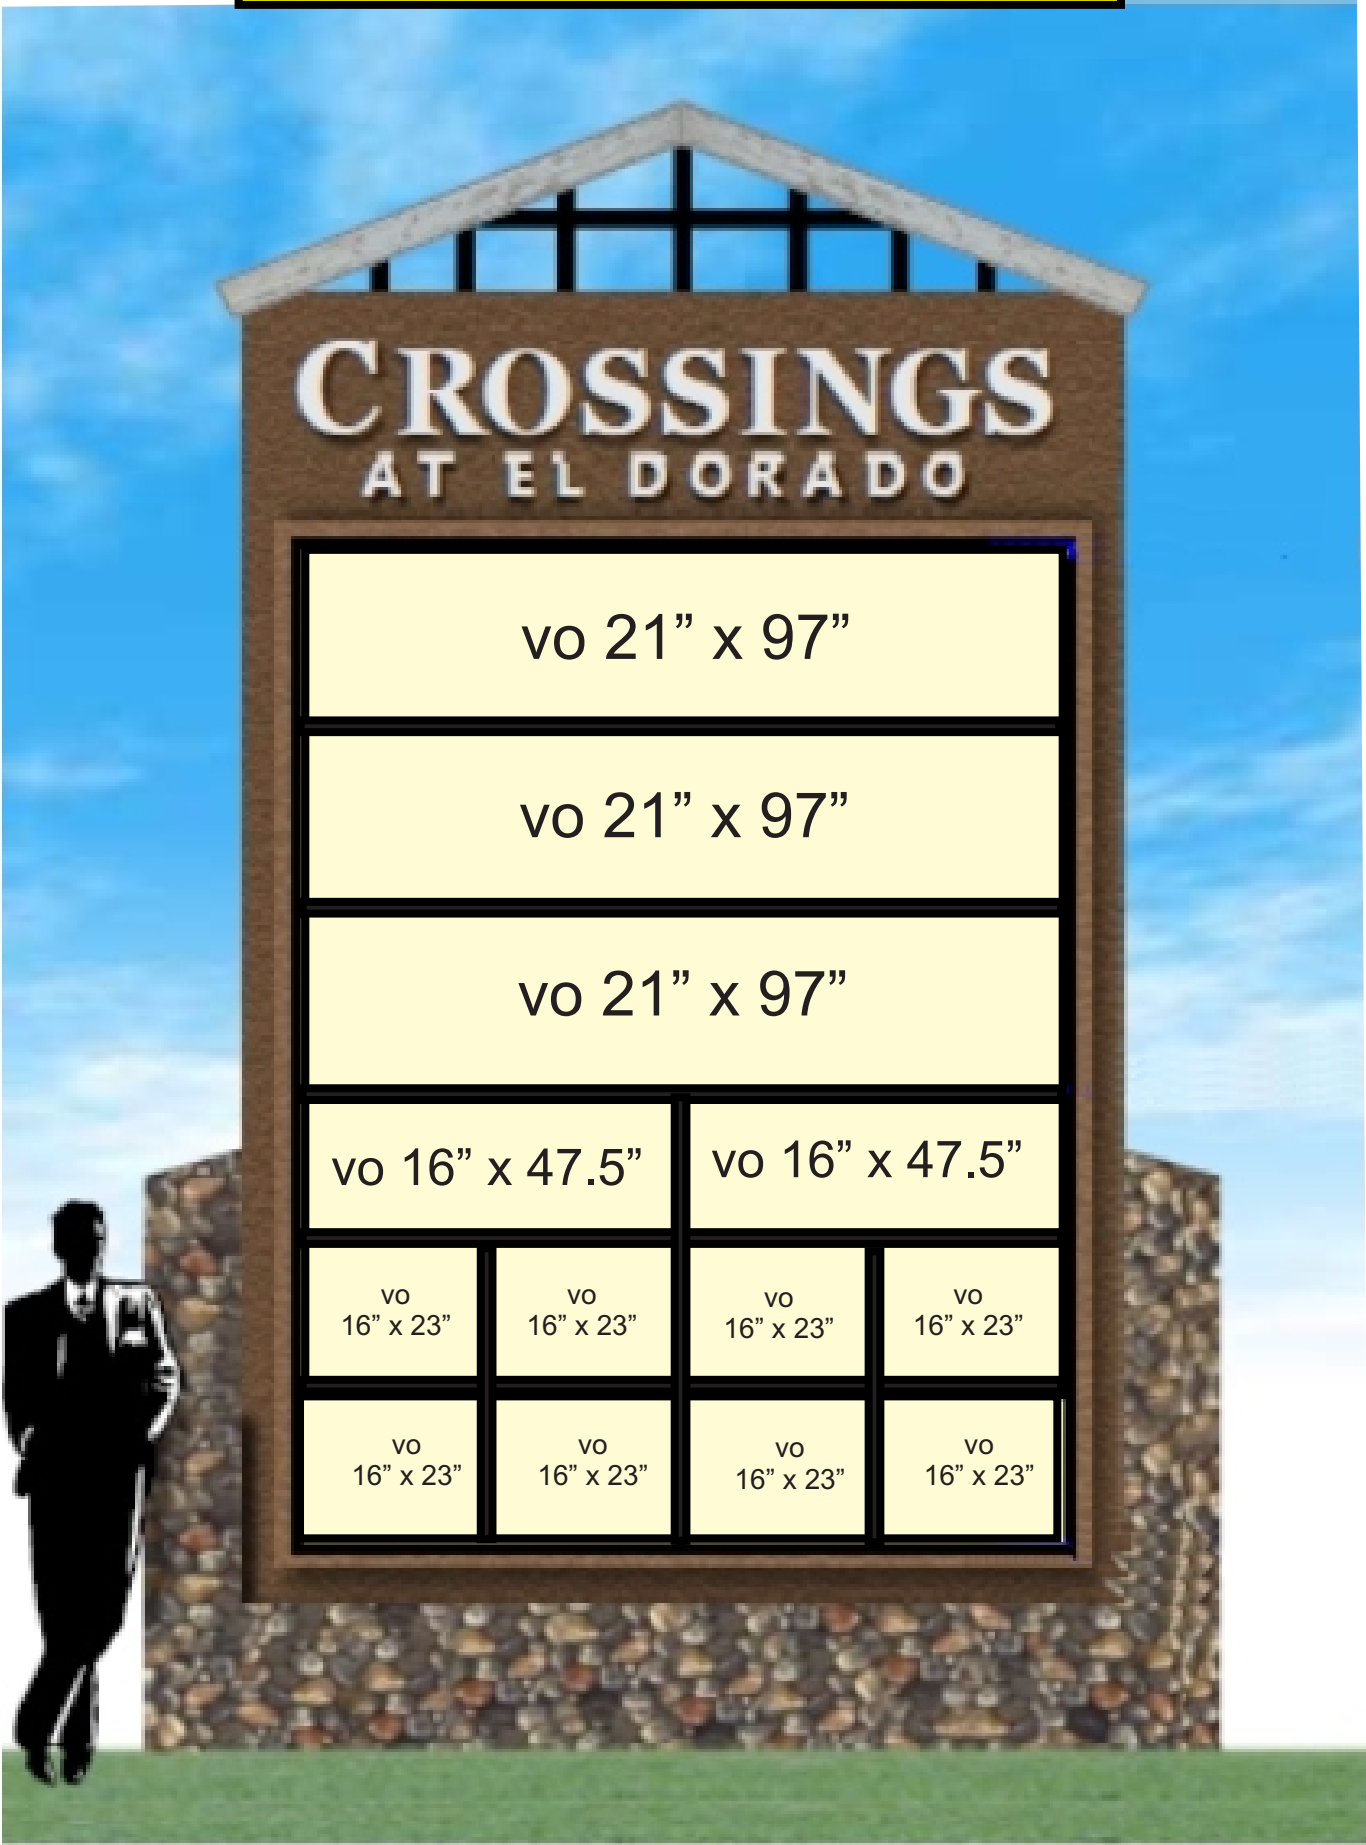 CROSSINGS
AT EL DORADO
vo 21” x 97”
vo 21” x 97”
vo 21” x 97”
vo 16” x 47.5”
vo 16” x 47.5”
vo
16” x 23”
vo
16” x 23”
vo
16” x 23”
vo
16” x 23”
vo
16” x 23”
vo
16” x 23”
vo
16” x 23”
vo
16” x 23”